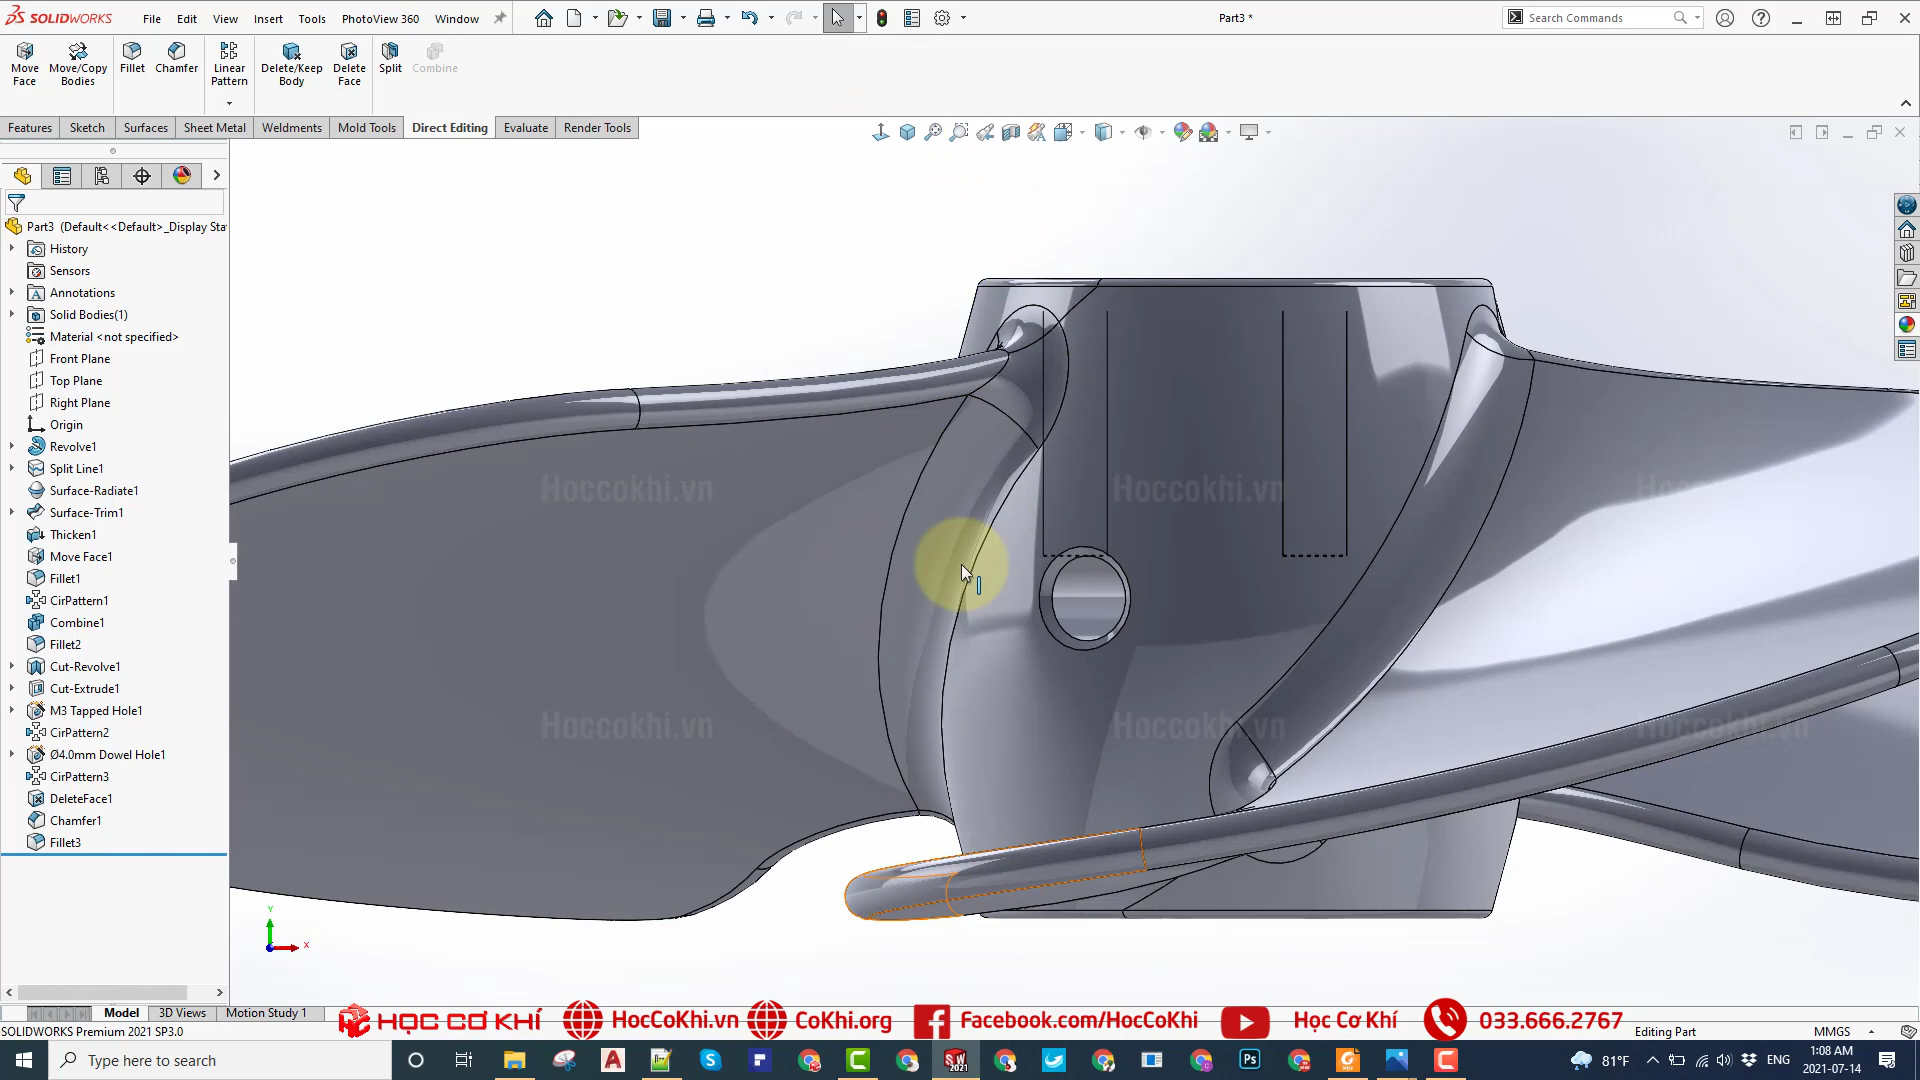 SOLIDWORKS File Edit View Insert Tools PhotoView 360 Window Part3 * Search Commands
Move Face
Move/Copy Bodies
Fillet
Chamfer
Linear Pattern
Delete/Keep Body
Delete Face
Split
Combine
Features Sketch Surfaces Sheet Metal Weldments Mold Tools Direct Editing Evaluate Render Tools
Part3 (Default<<Default>_Display Sta
History
Sensors
Annotations
Solid Bodies(1)
Material <not specified>
Front Plane
Top Plane
Right Plane
Origin
Revolve1
Split Line1
Surface-Radiate1
Surface-Trim1
Thicken1
Move Face1
Fillet1
CirPattern1
Combine1
Fillet2
Cut-Revolve1
Cut-Extrude1
M3 Tapped Hole1
CirPattern2
Ø4.0mm Dowel Hole1
CirPattern3
DeleteFace1
Chamfer1
Fillet3
Hoccokhi.vn Hoccokhi.vn
Hoccokhi.vn Hoccokhi.vn Hoccokhi.vn
Y
X
Model 3D Views Motion Study 1
HỌC CƠ KHÍ HocCoKhi.vn CoKhi.org Facebook.com/HocCoKhi Học Cơ Khí 033.666.2767
SOLIDWORKS Premium 2021 SP3.0 Editing Part MMGS
Type here to search 81°F ENG 1:08 AM
2021-07-14